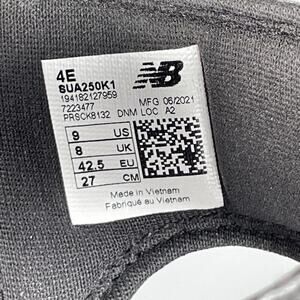 4E
SUA250K1
194182127959
7223477 MFG 06/2021
PRSCK8132 DNM LOC A2
9 US
8 UK
42.5 EU
27 CM
Made in Vietnam
Fabriqué au Vietnam
NB